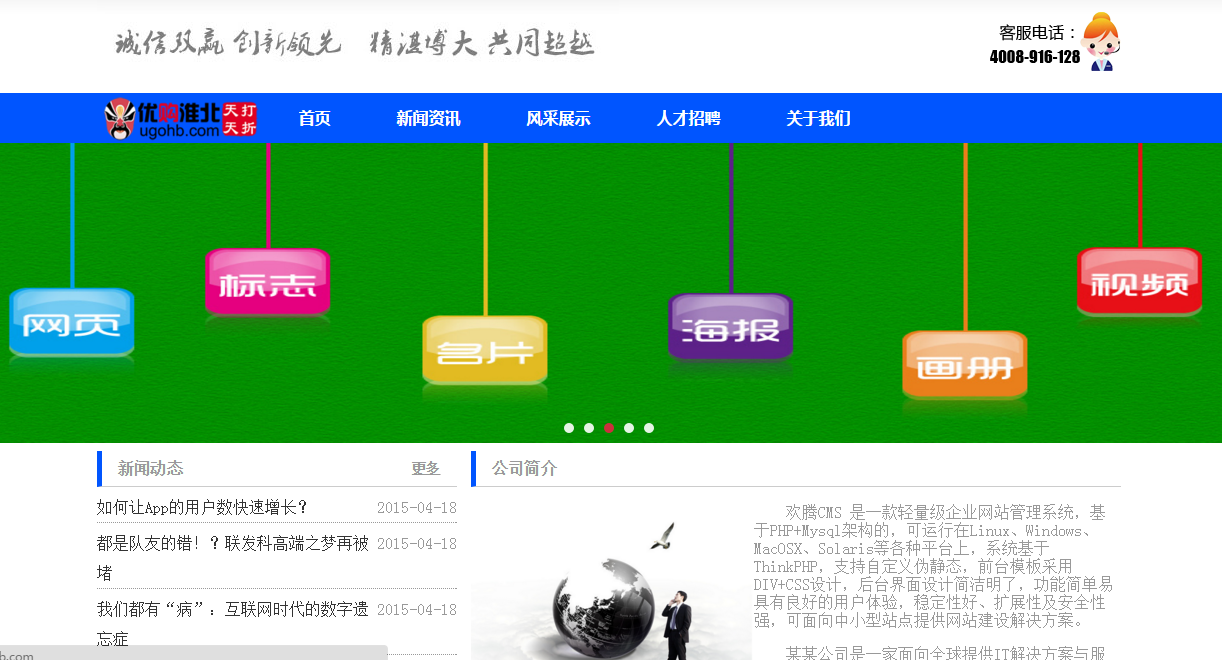 诚信双赢 创新领先 精湛博大 共同超越
客服电话：
4008-916-128
优购淮北
ugohb.com
天打
天折
首页 新闻资讯 风采展示 人才招聘 关于我们
网页
标志
名片
海报
画册
视频
新闻动态 更多
如何让App的用户数快速增长？ 2015-04-18
都是队友的错！？联发科高端之梦再被 2015-04-18
堵
我们都有“病”：互联网时代的数字遗 2015-04-18
忘症
公司简介
欢腾CMS 是一款轻量级企业网站管理系统，基
于PHP+Mysql架构的，可运行在Linux、Windows、
MacOSX、Solaris等各种平台上，系统基于
ThinkPHP，支持自定义伪静态，前台模板采用
DIV+CSS设计，后台界面设计简洁明了，功能简单易
具有良好的用户体验，稳定性好、扩展性及安全性
强，可面向中小型站点提供网站建设解决方案。
某某公司是一家面向全球提供IT解决方案与服
b.com